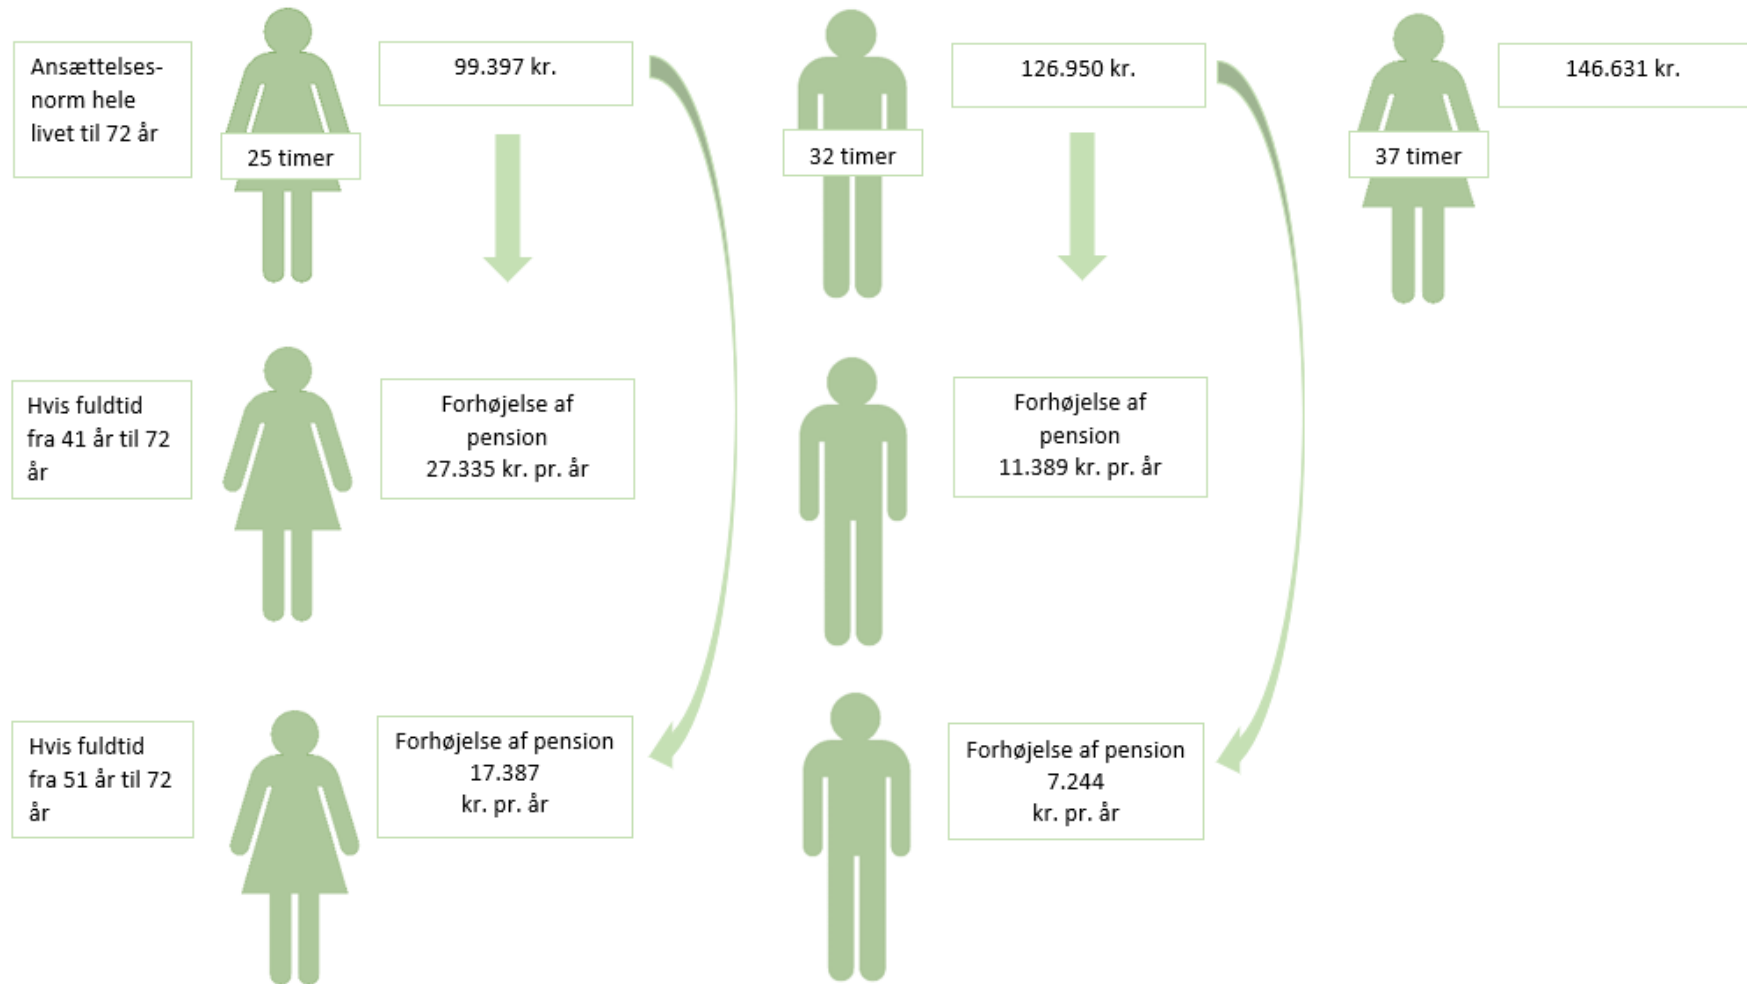 Ansættelses-
norm hele
livet til 72 år
25 timer
99.397 kr.
32 timer
126.950 kr.
37 timer
146.631 kr.
Hvis fuldtid
fra 41 år til 72
år
Forhøjelse af
pension
27.335 kr. pr. år
Forhøjelse af
pension
11.389 kr. pr. år
Hvis fuldtid
fra 51 år til 72
år
Forhøjelse af pension
17.387
kr. pr. år
Forhøjelse af pension
7.244
kr. pr. år